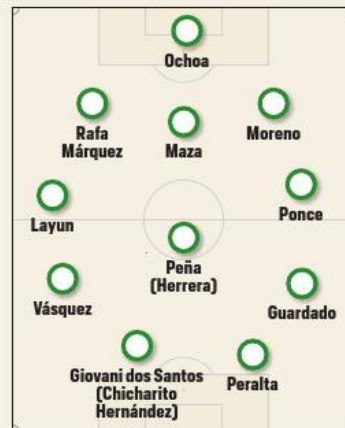 Ochoa
Rafa
Márquez
Maza
Moreno
Layun
Ponce
Peña
(Herrera)
Vásquez
Guardado
Giovani dos Santos
(Chicharito
Hernández)
Peralta